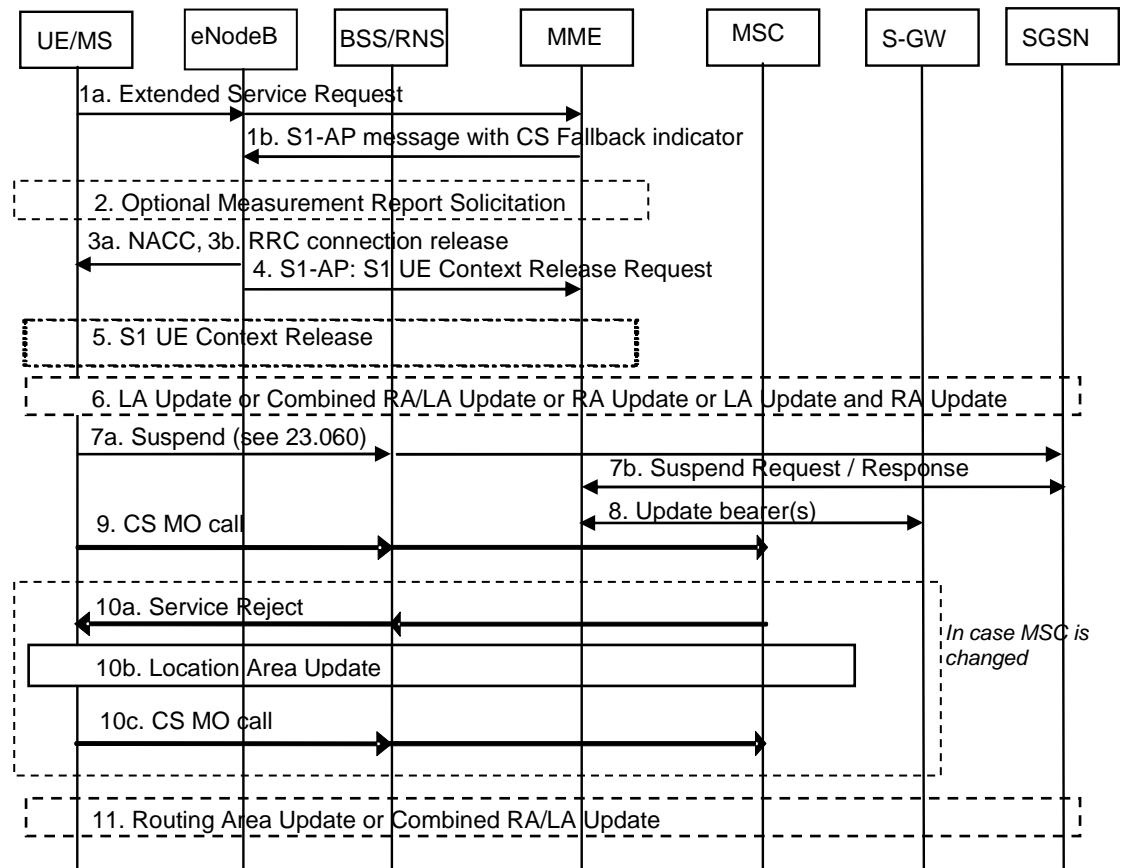 UE/MS
eNodeB
BSS/RNS
MME
MSC
S-GW
SGSN
1a. Extended Service Request
1b. S1-AP message with CS Fallback indicator
2. Optional Measurement Report Solicitation
3a. NACC, 3b. RRC connection release
4. S1-AP: S1 UE Context Release Request
5. S1 UE Context Release
6. LA Update or Combined RA/LA Update or RA Update or LA Update and RA Update
7a. Suspend (see 23.060)
7b. Suspend Request / Response
8. Update bearer(s)
9. CS MO call
10a. Service Reject
In case MSC is
changed
10b. Location Area Update
10c. CS MO call
11. Routing Area Update or Combined RA/LA Update